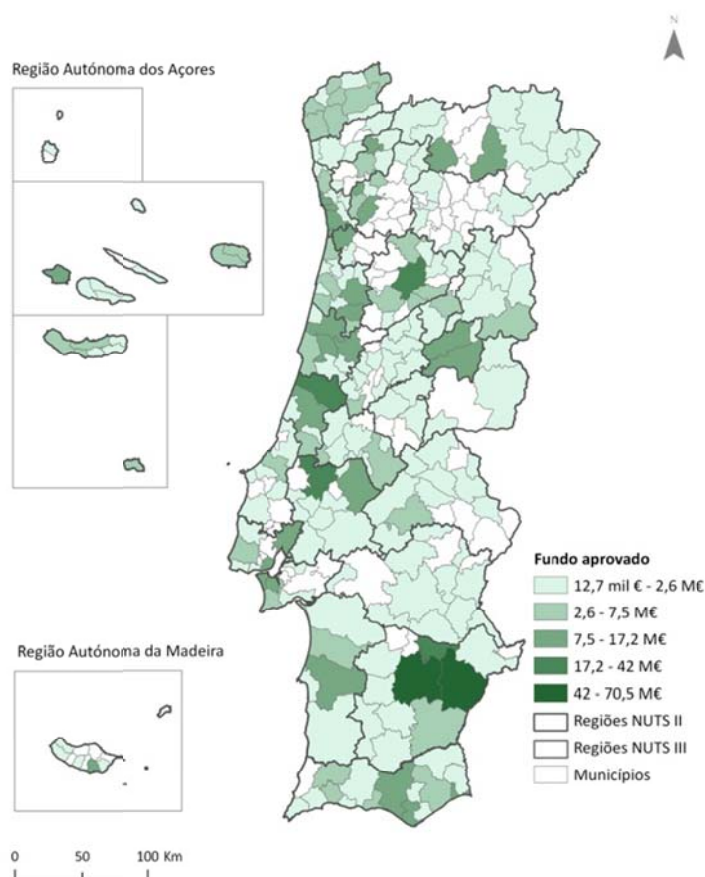 N
Região Autónoma dos Açores
Fundo aprovado
12,7 mil € - 2,6 M€
2,6 - 7,5 M€
7,5 - 17,2 M€
17,2 - 42 M€
42 - 70,5 M€
Regiões NUTS II
Regiões NUTS III
Municípios
Região Autónoma da Madeira
0 50 100 Km